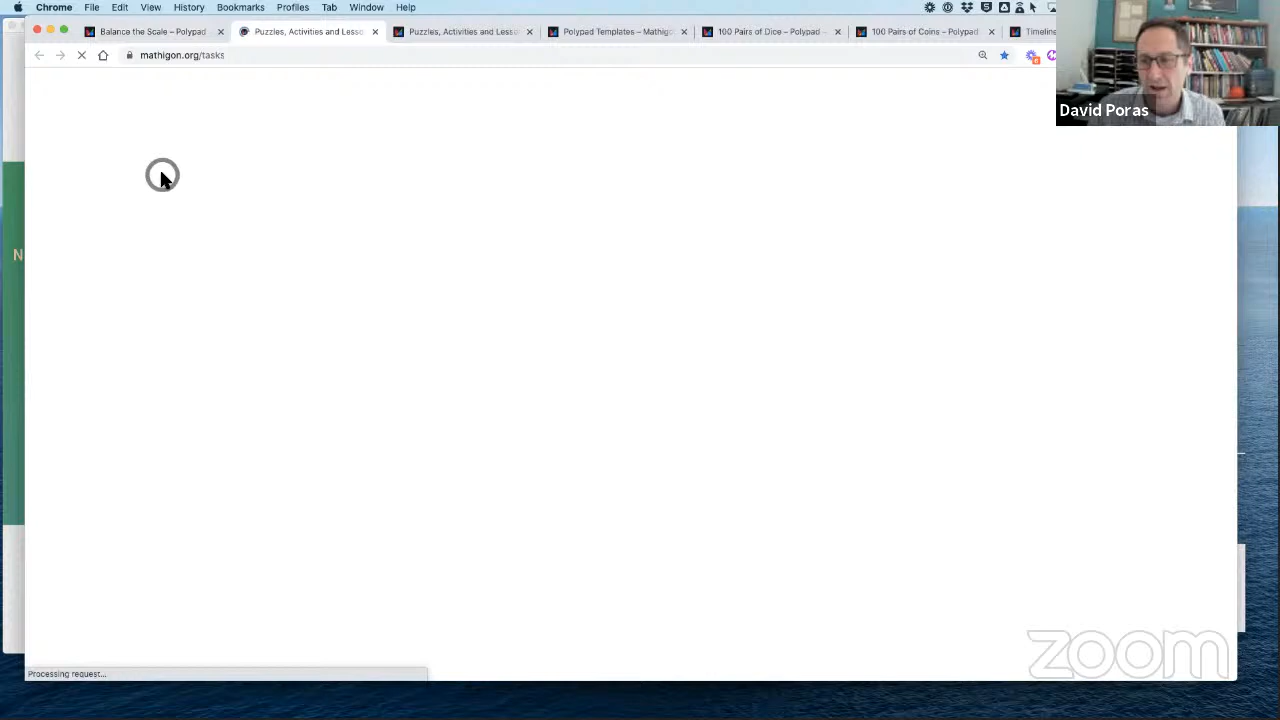 Chrome File Edit View History Bookmarks Profiles Tab Window Help
Balance the Scale – Polypad
Puzzles, Activities and Lesso
Puzzles, Activities and Lesso
Polypad Templates – Mathigo
100 Pairs of Dice – Polypad –
100 Pairs of Coins – Polypad
Timeline
mathigon.org/tasks
David Poras
N
Processing request...
zoom